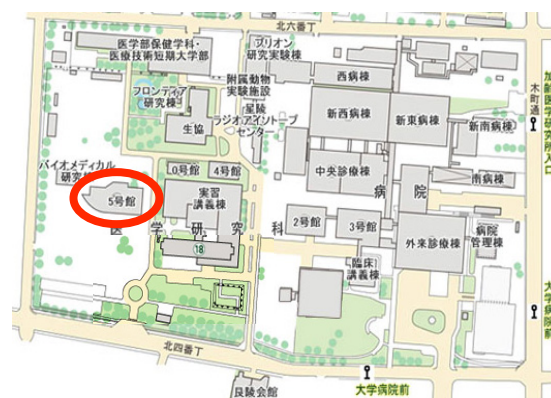 北六番丁
医学部保健学科・
医療技術短期大学部
プリオン
研究実験棟
西病棟
附属動物
実験施設
フロンティア
研究棟
星陵
ラジオアイソトープ
センター
生協
新西病棟
新東病棟
新南病棟
木町通
加齢医学研究所入口
バイオメディカル
研究棟
0号館
4号館
中央診療棟
南病棟
5号館
実習
講義棟
病院
医学研究科
2号館
3号館
18
外来診療棟
病院
管理棟
臨床
講義棟
大学病院前
北四番丁
大学病院前
艮陵会館